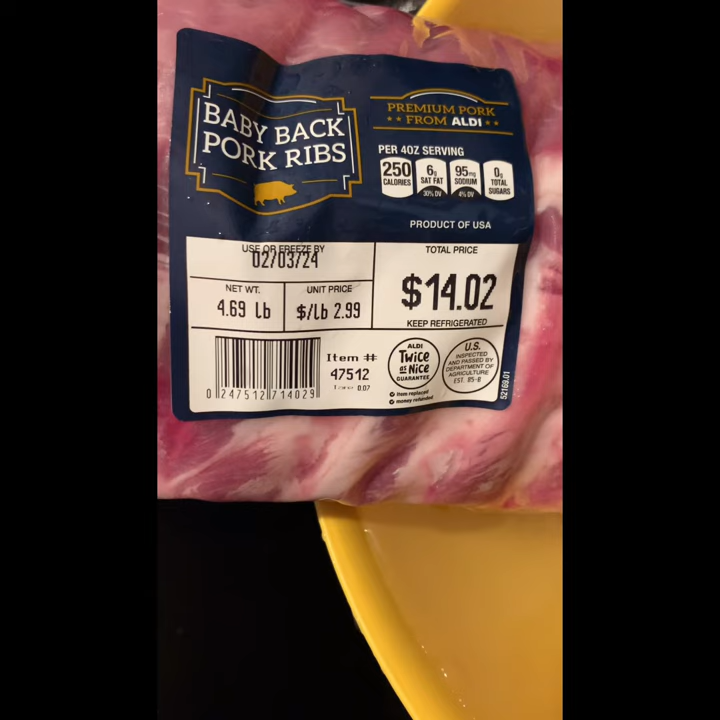 BABY BACK
PORK RIBS
PREMIUM PORK
FROM ALDI
PER 4OZ SERVING
250 CALORIES
6g SAT FAT 30% DV
95mg SODIUM 4% DV
0g TOTAL SUGARS
PRODUCT OF USA
USE OR FREEZE BY
02/03/24
TOTAL PRICE
$14.02
NET WT.
4.69 lb
UNIT PRICE
$/lb 2.99
KEEP REFRIGERATED
Item #
47512
0.07
0 247512 714029
ALDI
Twice
as Nice
GUARANTEE
item replaced
money refunded
U.S.
INSPECTED
AND PASSED BY
DEPARTMENT OF
AGRICULTURE
EST. 85-B
52169.01